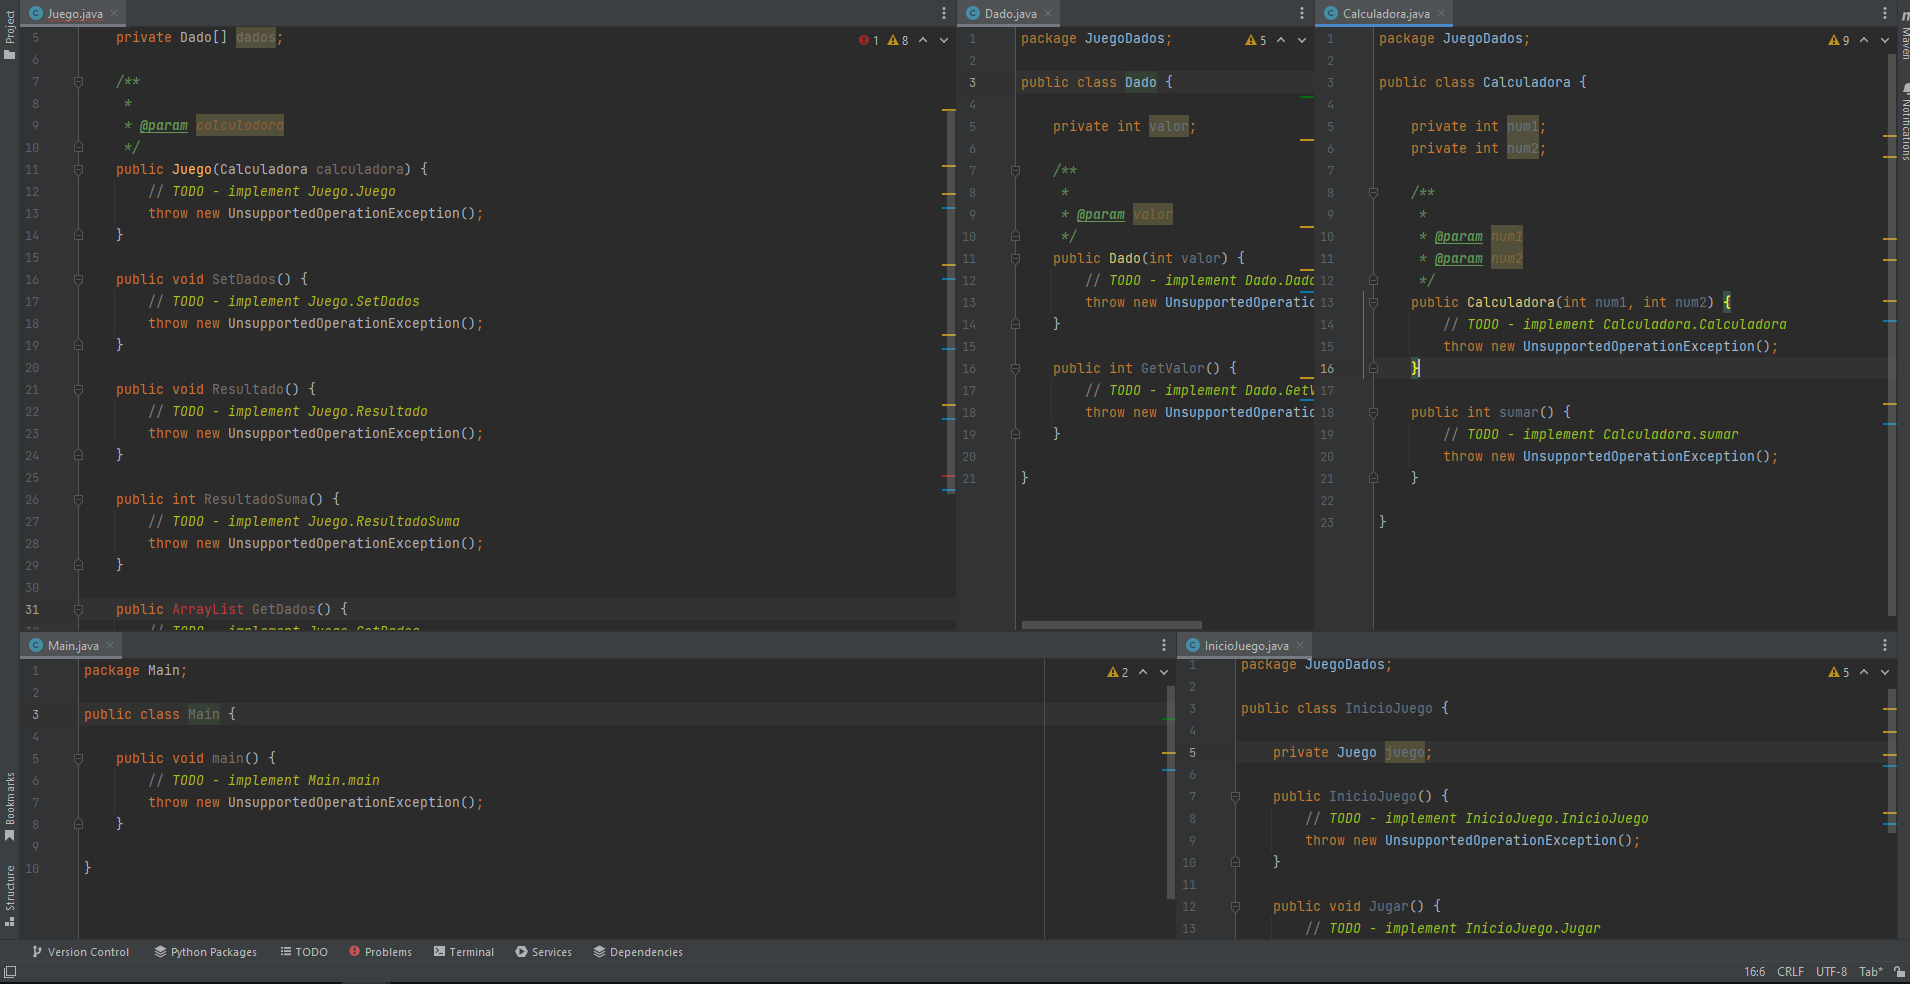 Project
Bookmarks
Structure
Juego.java
1 8
5 private Dado[] dados;
6
7 /**
8 *
9 * @param calculadora
10 */
11 public Juego(Calculadora calculadora) {
12 // TODO - implement Juego.Juego
13 throw new UnsupportedOperationException();
14 }
15
16 public void SetDados() {
17 // TODO - implement Juego.SetDados
18 throw new UnsupportedOperationException();
19 }
20
21 public void Resultado() {
22 // TODO - implement Juego.Resultado
23 throw new UnsupportedOperationException();
24 }
25
26 public int ResultadoSuma() {
27 // TODO - implement Juego.ResultadoSuma
28 throw new UnsupportedOperationException();
29 }
30
31 public ArrayList GetDados() {
32 // TODO - implement Juego.GetDados
Dado.java
5
1 package JuegoDados;
2
3 public class Dado {
4
5 private int valor;
6
7 /**
8 *
9 * @param valor
10 */
11 public Dado(int valor) {
12 // TODO - implement Dado.Dado
13 throw new UnsupportedOperatio
14 }
15
16 public int GetValor() {
17 // TODO - implement Dado.GetV
18 throw new UnsupportedOperatio
19 }
20
21 }
Calculadora.java
9
1 package JuegoDados;
2
3 public class Calculadora {
4
5 private int num1;
6 private int num2;
7
8 /**
9 *
10 * @param num1
11 * @param num2
12 */
13 public Calculadora(int num1, int num2) {
14 // TODO - implement Calculadora.Calculadora
15 throw new UnsupportedOperationException();
16 }
17
18 public int sumar() {
19 // TODO - implement Calculadora.sumar
20 throw new UnsupportedOperationException();
21 }
22
23 }
m
Maven
Notifications
Main.java
2
1 package Main;
2
3 public class Main {
4
5 public void main() {
6 // TODO - implement Main.main
7 throw new UnsupportedOperationException();
8 }
9
10 }
InicioJuego.java
5
1 package JuegoDados;
2
3 public class InicioJuego {
4
5 private Juego juego;
6
7 public InicioJuego() {
8 // TODO - implement InicioJuego.InicioJuego
9 throw new UnsupportedOperationException();
10 }
11
12 public void Jugar() {
13 // TODO - implement InicioJuego.Jugar
Version Control Python Packages TODO Problems Terminal Services Dependencies
16:6 CRLF UTF-8 Tab*